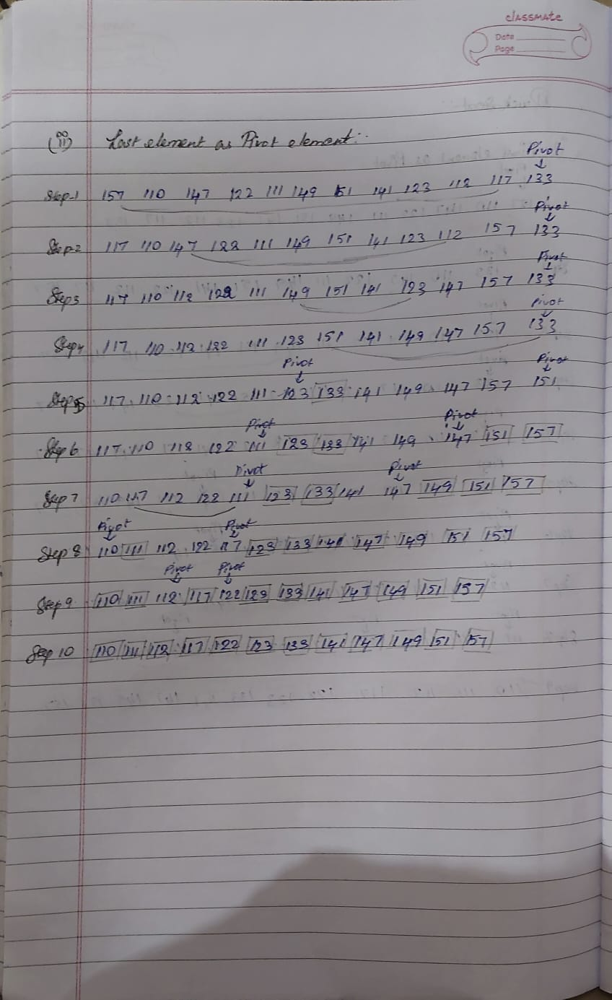 classmate
Date
Page
(ii) Last element as Pivot element:
Pivot
Step-1 157 110 147 122 111 149 151 141 123 112 117 133
Pivot
Step-2 117 110 147 122 111 149 151 141 123 112 157 133
Pivot
Step 3 117 110 112 122 111 149 151 141 123 147 157 133
Pivot
Step 4 117 110 112 122 111 123 151 141 149 147 157 133
Pivot Pivot
Step 5 117 110 112 122 111 123 133 141 149 147 157 151
Pivot Pivot
Step 6 117 110 112 122 111 123 133 141 149 147 151 157
Pivot Pivot
Step 7 110 117 112 122 111 123 133 141 147 149 151 157
Pivot Pivot
Step 8 110 111 112 122 117 123 133 141 147 149 151 157
Pivot Pivot
Step 9 110 111 112 117 122 123 133 141 147 149 151 157
Step 10 110 111 112 117 122 123 133 141 147 149 151 157